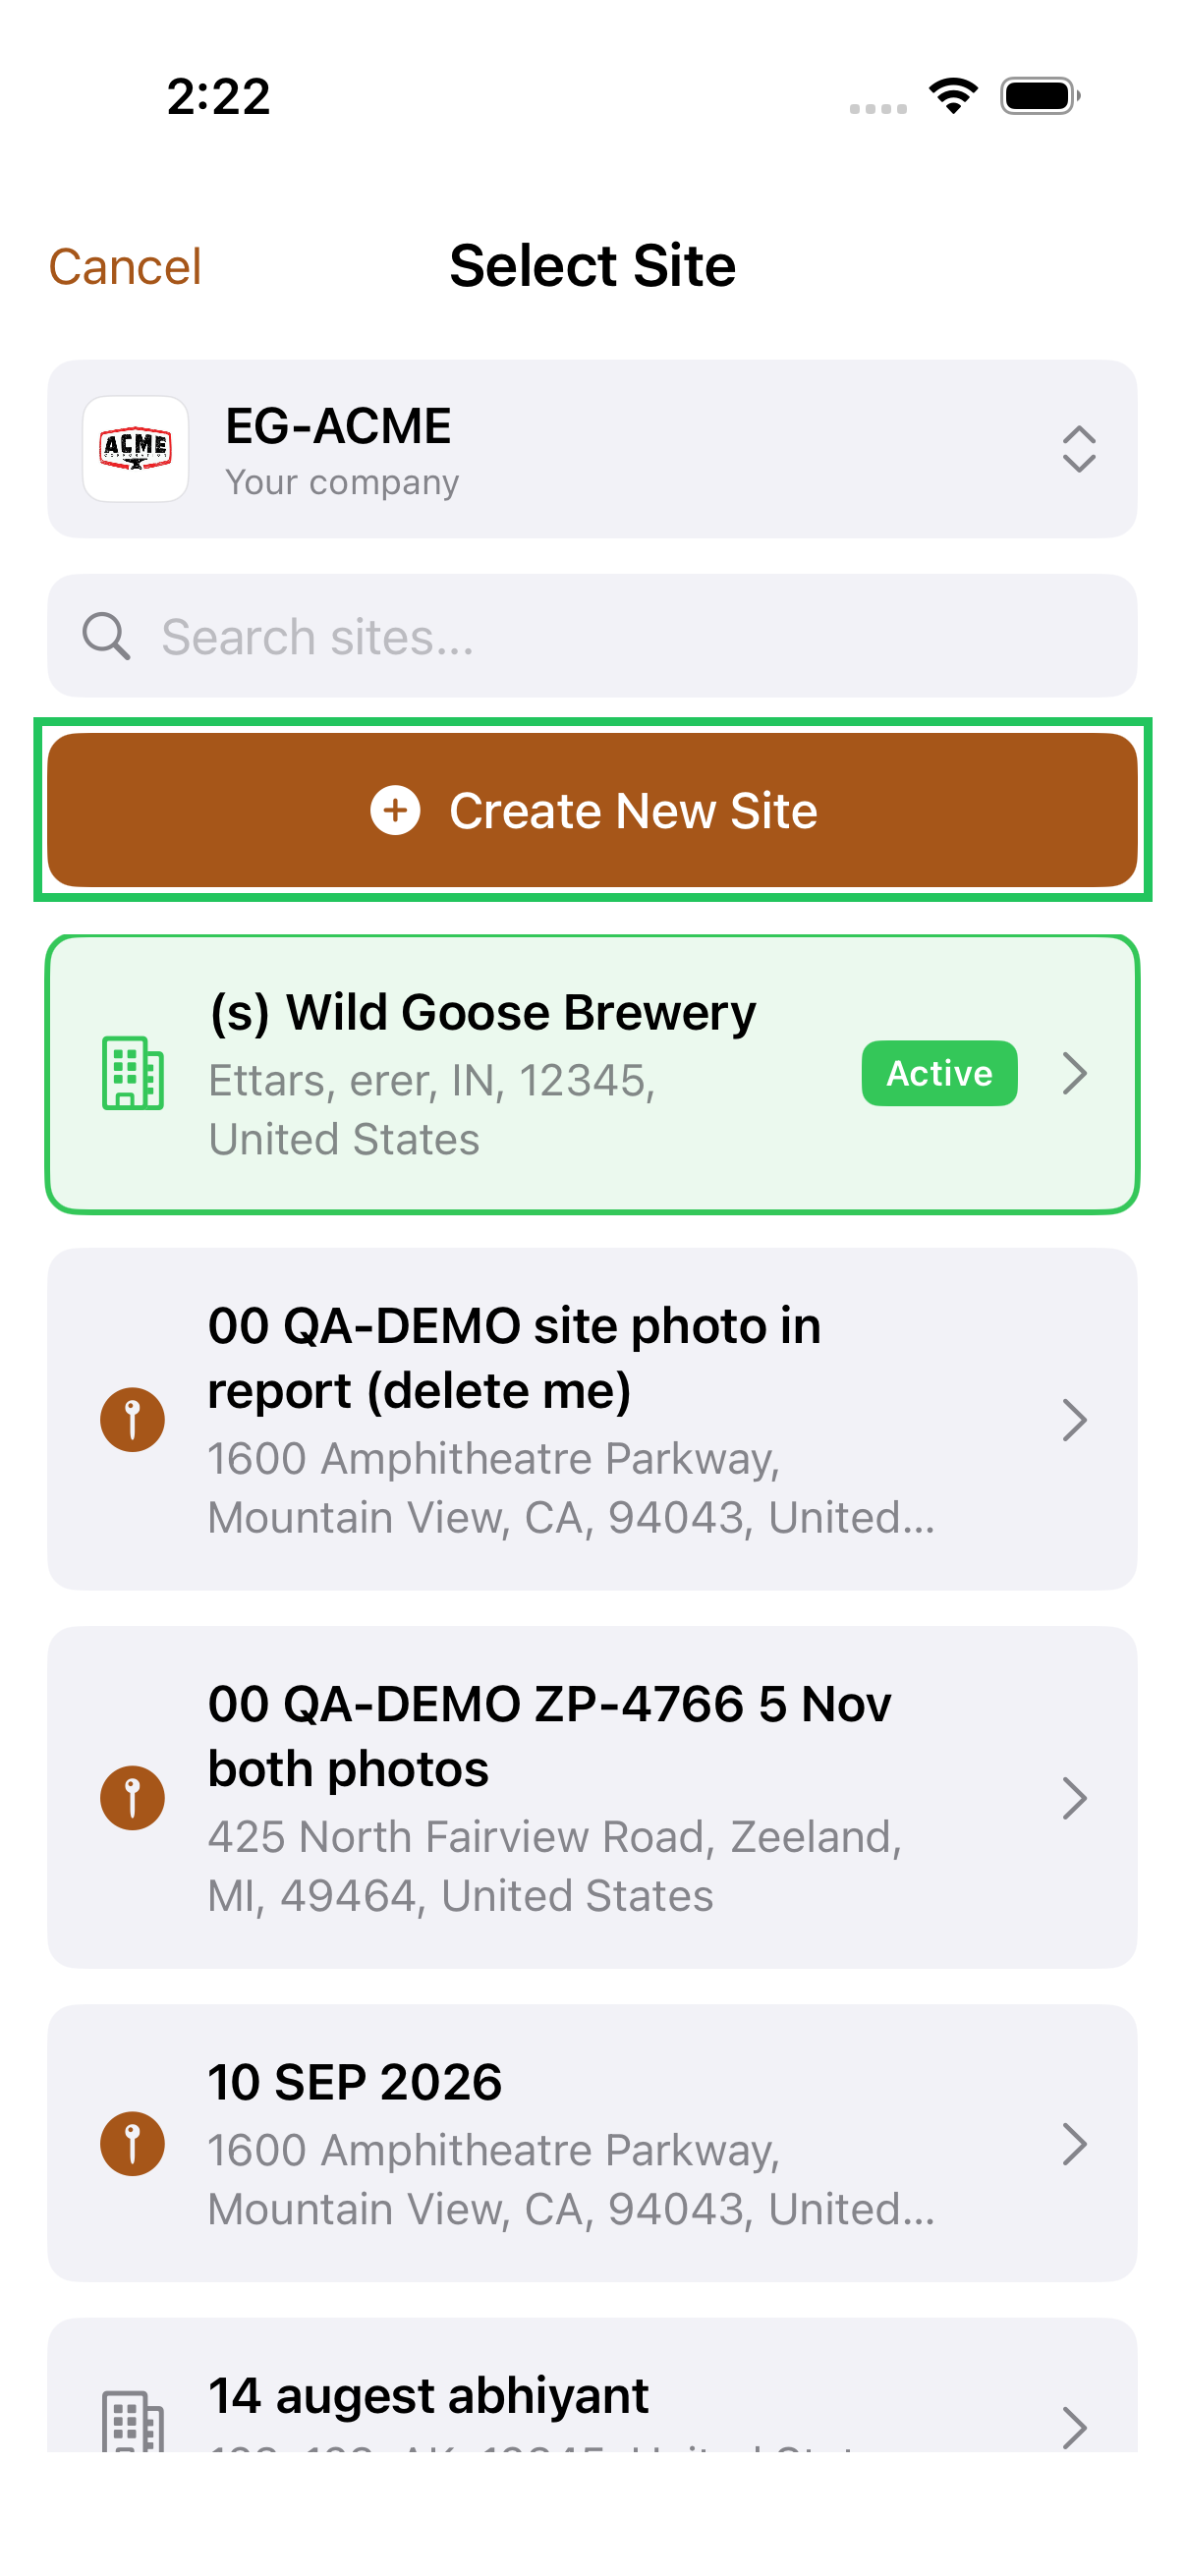 2:22
Cancel
Select Site
ACME
EG-ACME
Your company
Search sites...
Create New Site
(s) Wild Goose Brewery
Ettars, erer, IN, 12345,
United States
Active
00 QA-DEMO site photo in
report (delete me)
1600 Amphitheatre Parkway,
Mountain View, CA, 94043, United...
00 QA-DEMO ZP-4766 5 Nov
both photos
425 North Fairview Road, Zeeland,
MI, 49464, United States
10 SEP 2026
1600 Amphitheatre Parkway,
Mountain View, CA, 94043, United...
14 augest abhiyant